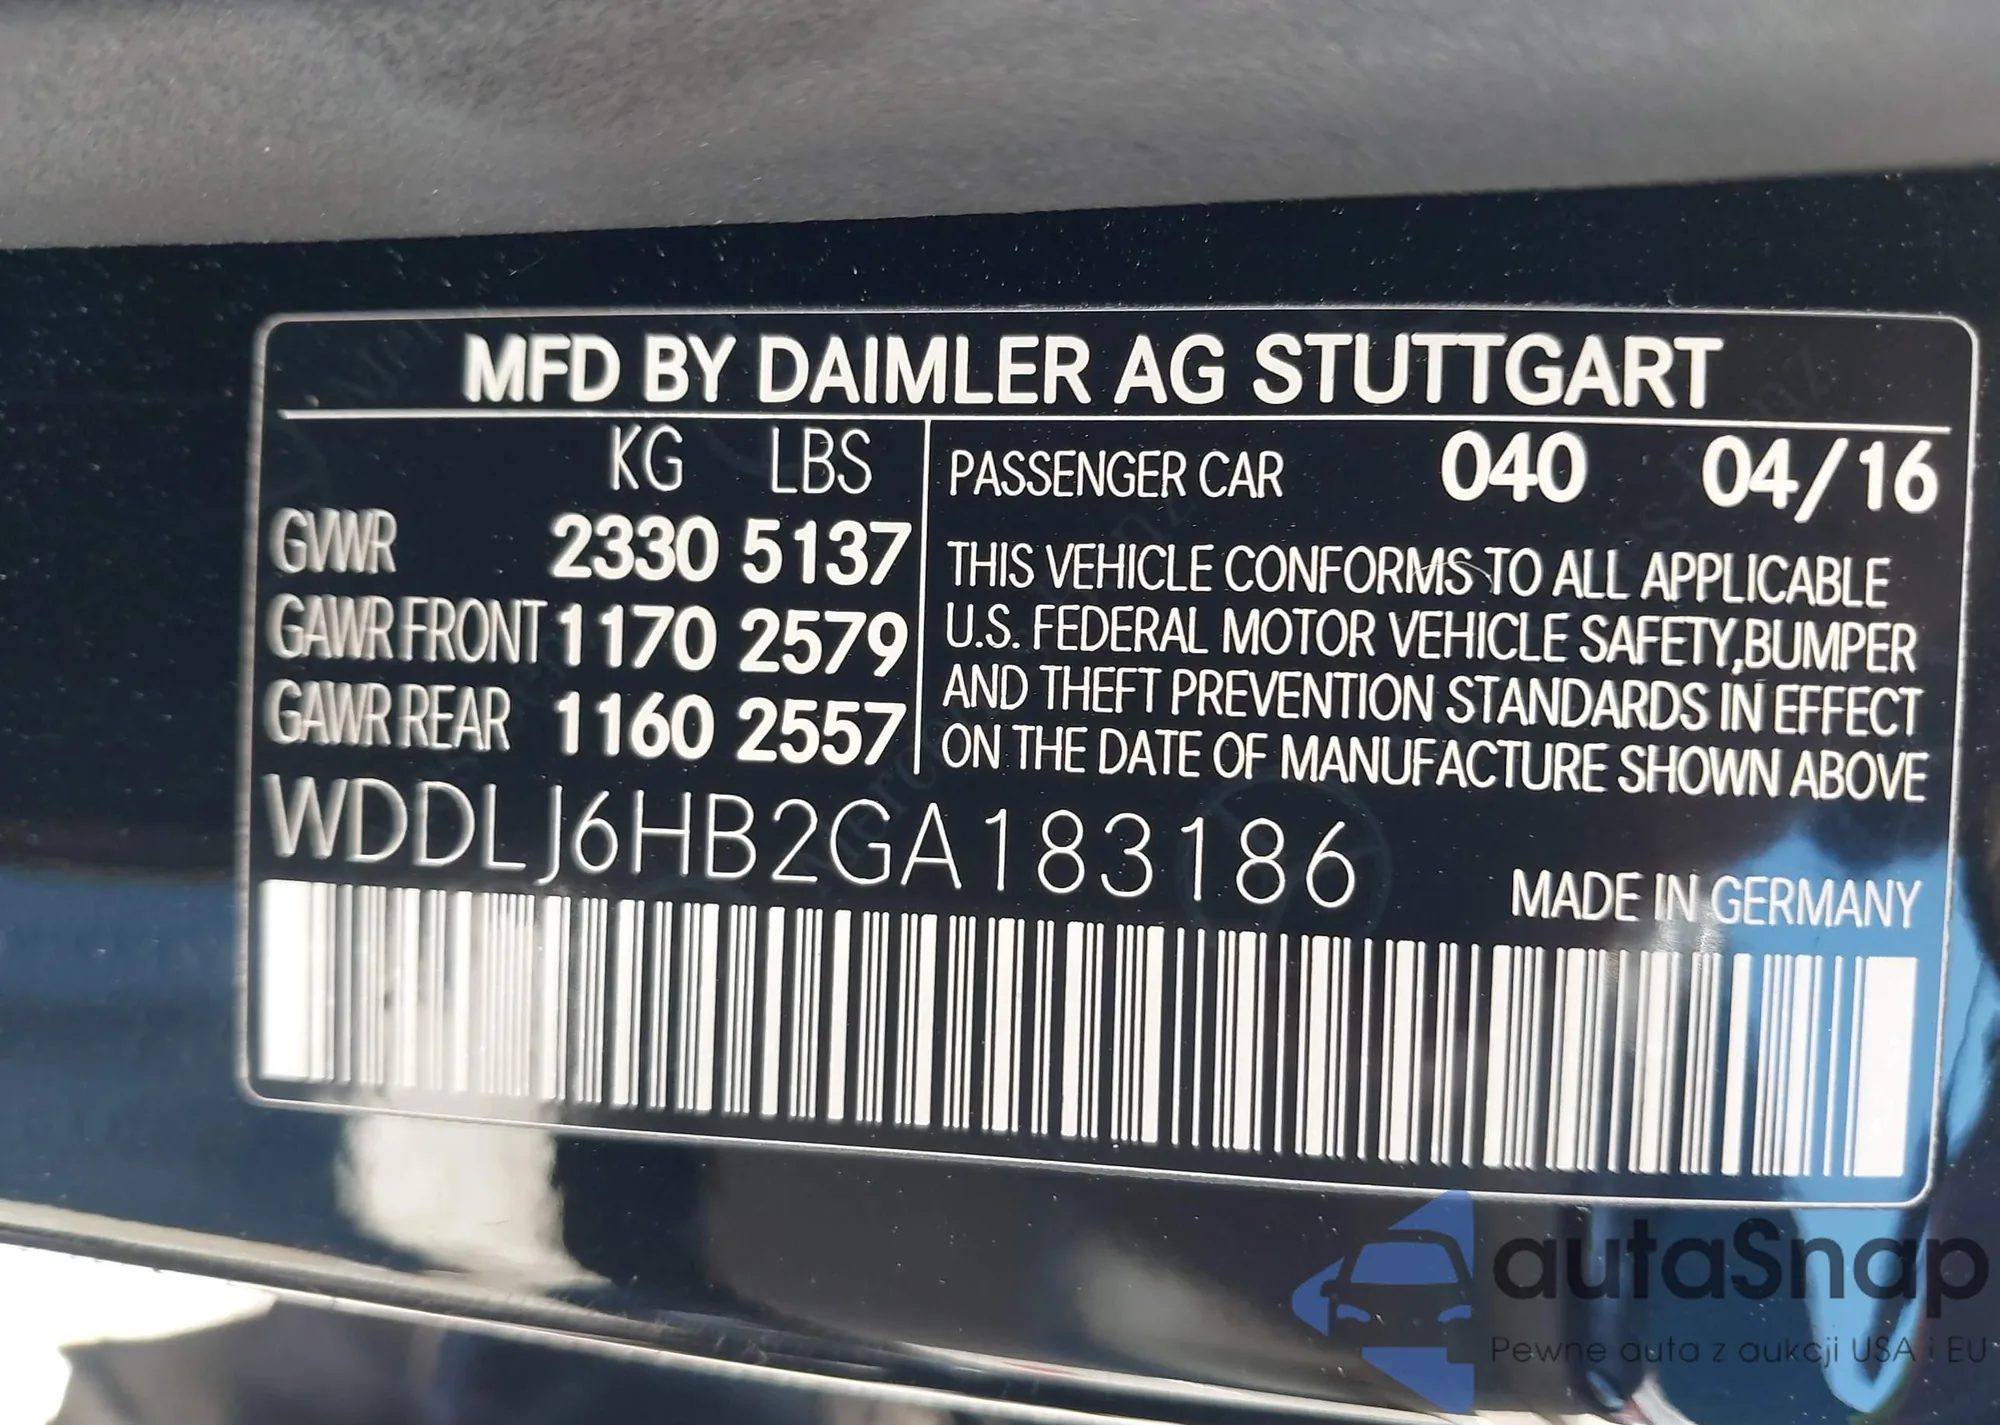 MFD BY DAIMLER AG STUTTGART
KG LBS
GVWR 2330 5137
GAWR FRONT 1170 2579
GAWR REAR 1160 2557
PASSENGER CAR 040 04/16
THIS VEHICLE CONFORMS TO ALL APPLICABLE
U.S. FEDERAL MOTOR VEHICLE SAFETY,BUMPER
AND THEFT PREVENTION STANDARDS IN EFFECT
ON THE DATE OF MANUFACTURE SHOWN ABOVE
WDDLJ6HB2GA183186
MADE IN GERMANY
autaSnap
Pewne auta z aukcji USA i EU